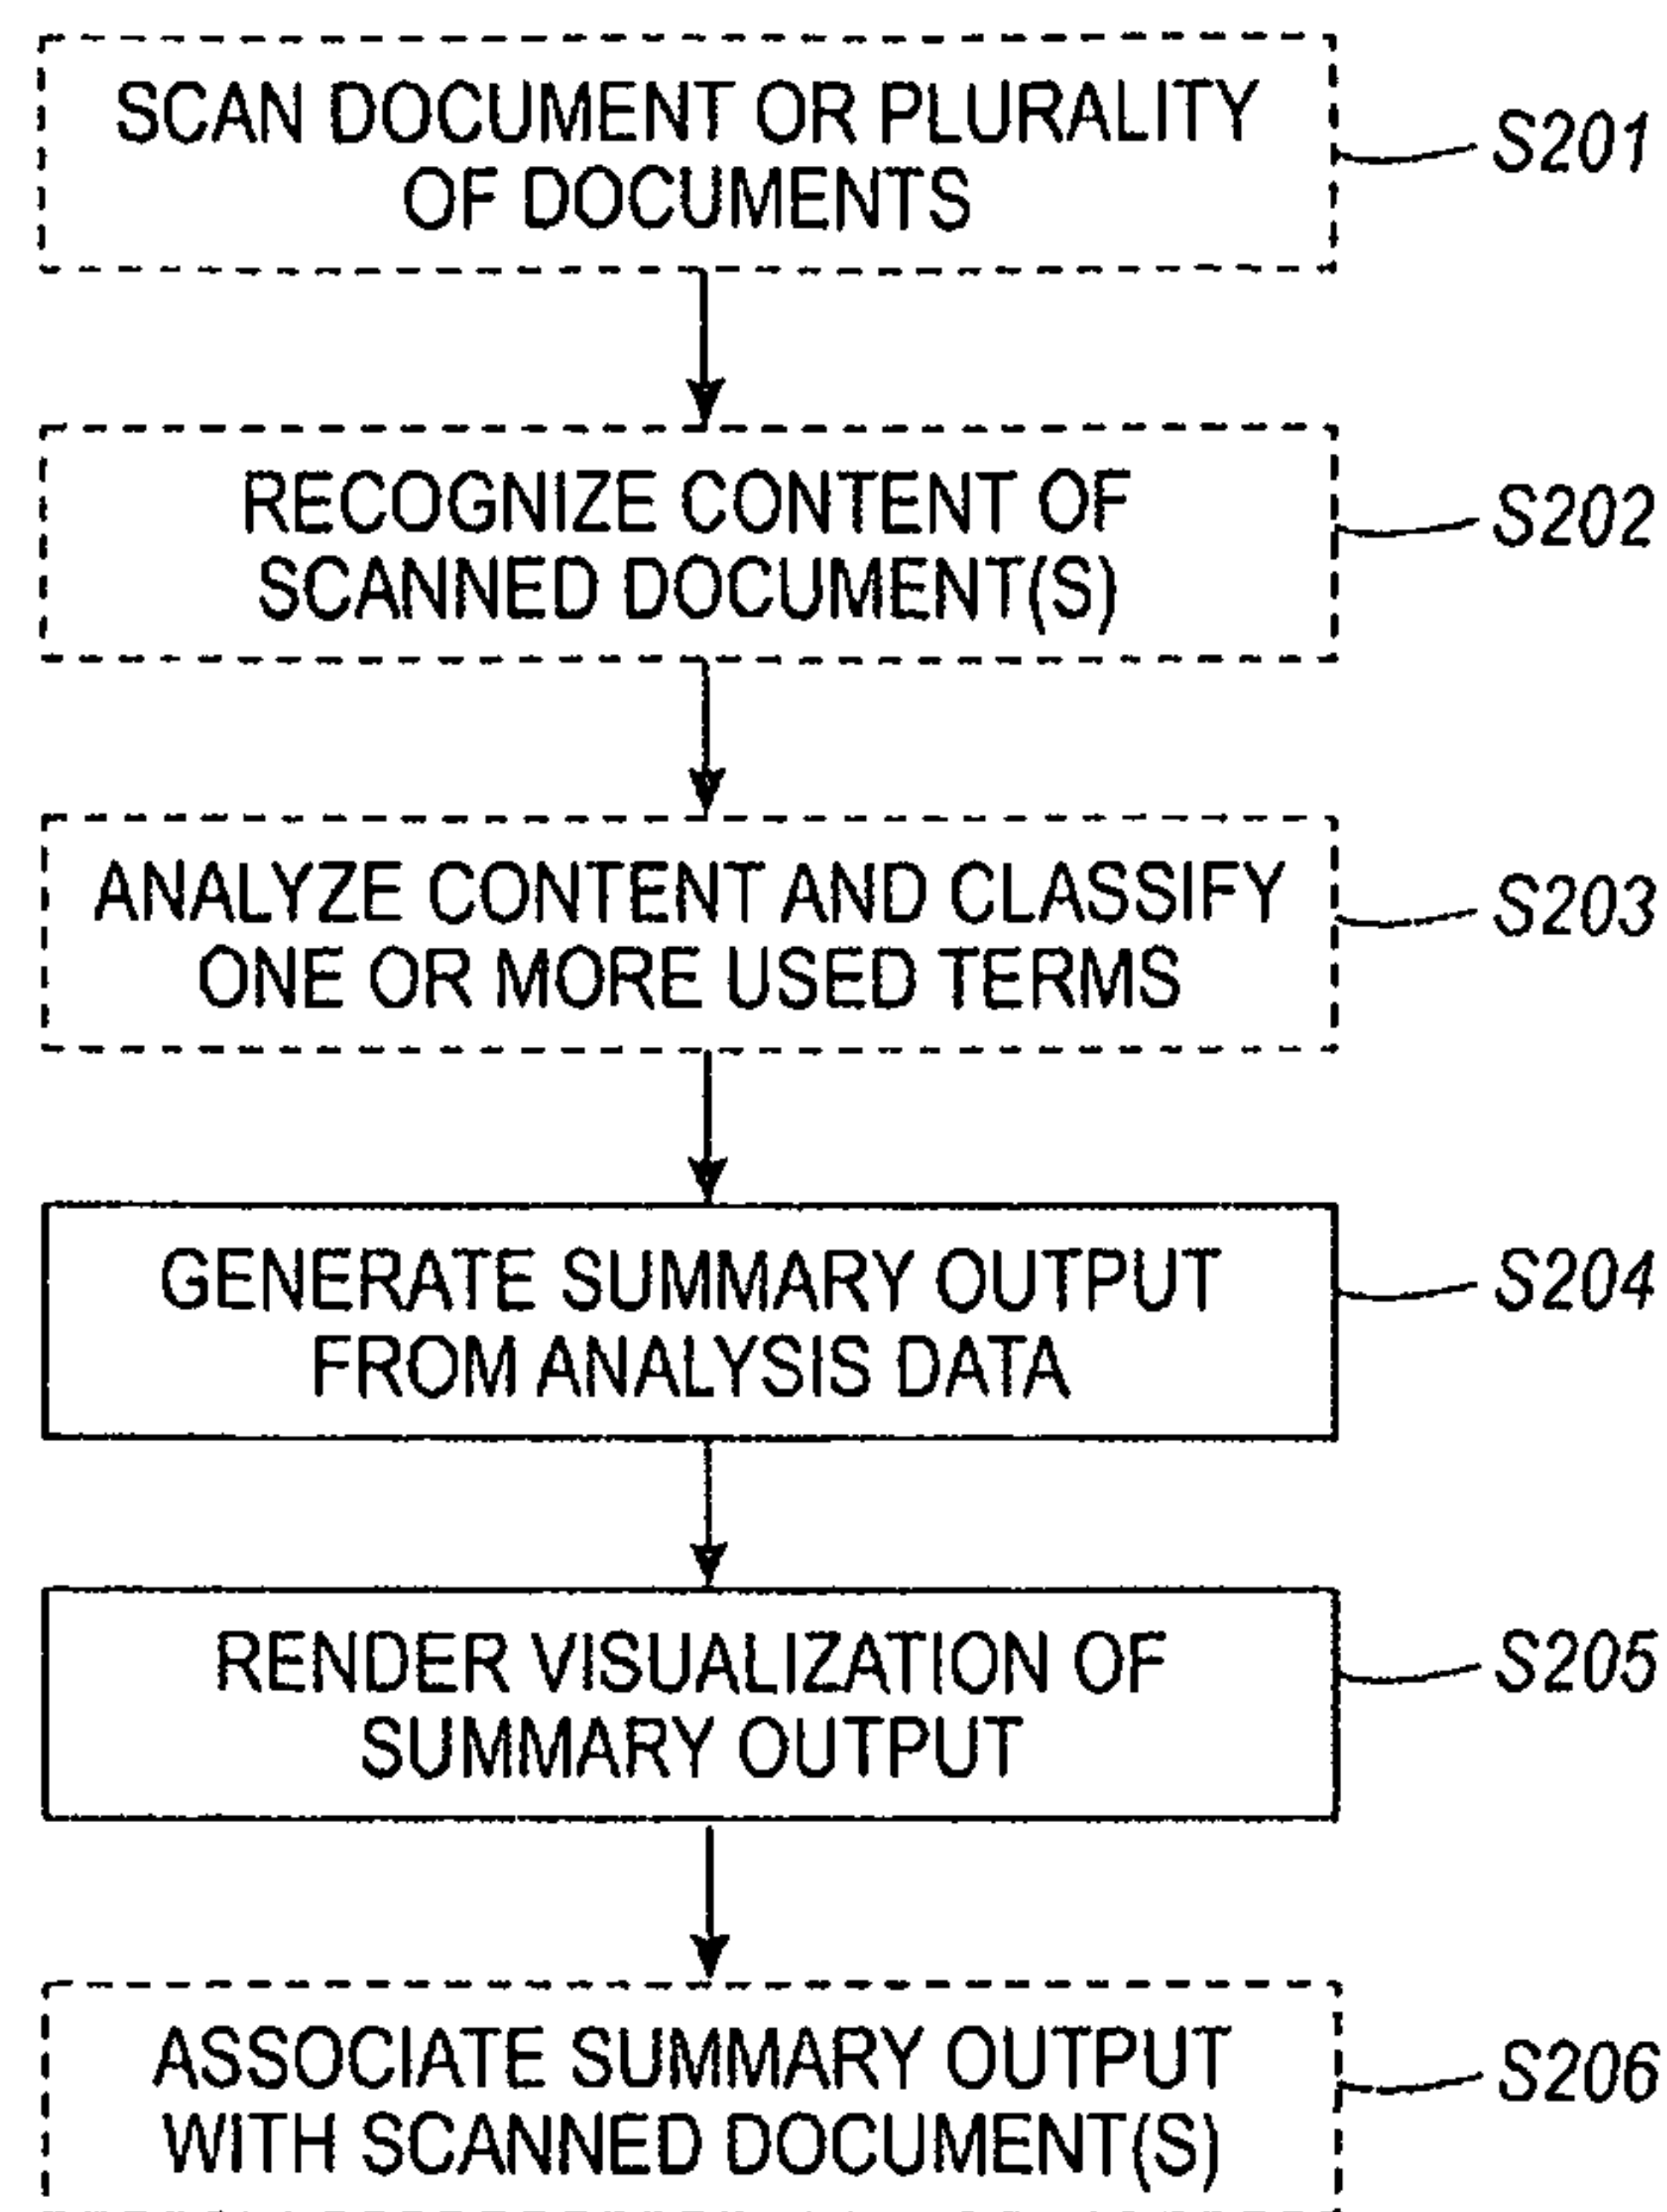 SCAN DOCUMENT OR PLURALITY
OF DOCUMENTS
S201
RECOGNIZE CONTENT OF
SCANNED DOCUMENT(S)
S202
ANALYZE CONTENT AND CLASSIFY
ONE OR MORE USED TERMS
S203
GENERATE SUMMARY OUTPUT
FROM ANALYSIS DATA
S204
RENDER VISUALIZATION OF
SUMMARY OUTPUT
S205
ASSOCIATE SUMMARY OUTPUT
WITH SCANNED DOCUMENT(S)
S206